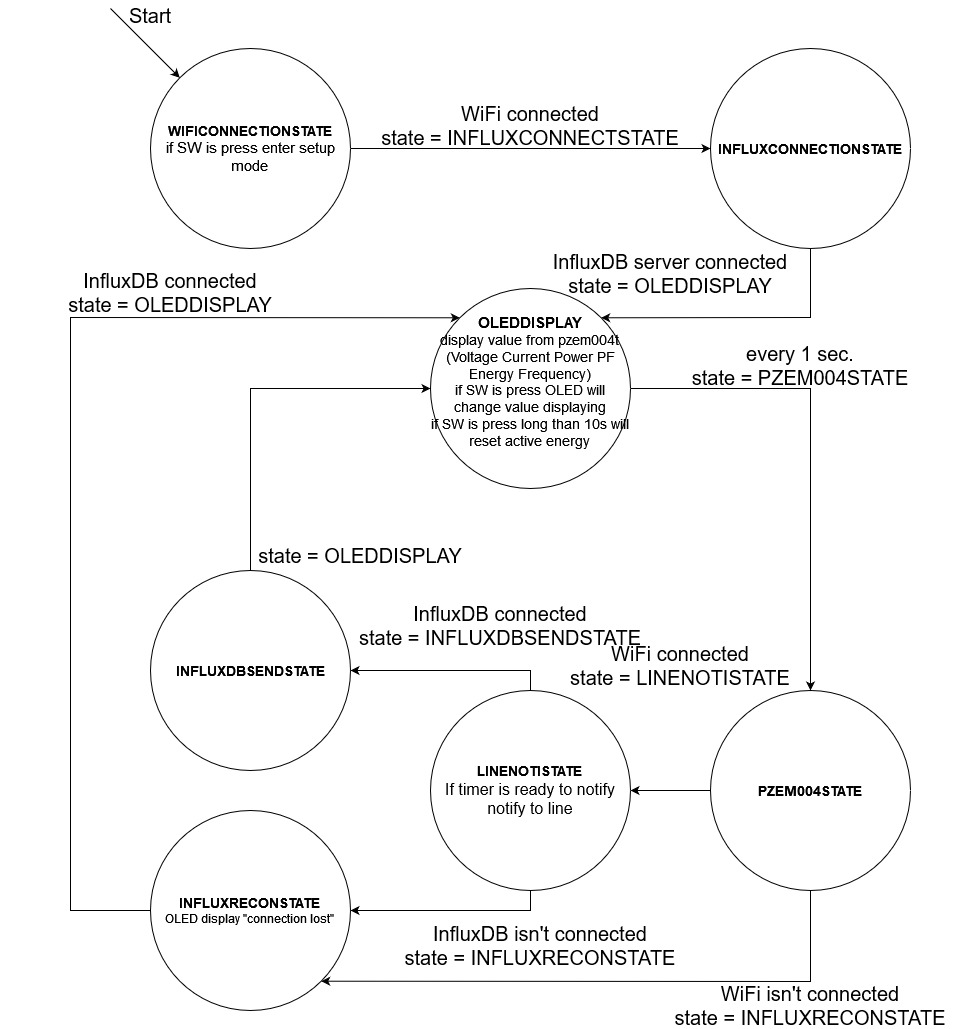 Start
WIFICONNECTIONSTATE
if SW is press enter setup
mode
WiFi connected
state = INFLUXCONNECTSTATE
INFLUXCONNECTIONSTATE
InfluxDB server connected
state = OLEDDISPLAY
InfluxDB connected
state = OLEDDISPLAY
OLEDDISPLAY
display value from pzem004t
(Voltage Current Power PF
Energy Frequency)
if SW is press OLED will
change value displaying
if SW is press long than 10s will
reset active energy
every 1 sec.
state = PZEM004STATE
state = OLEDDISPLAY
InfluxDB connected
state = INFLUXDBSENDSTATE
WiFi connected
state = LINENOTISTATE
INFLUXDBSENDSTATE
LINENOTISTATE
If timer is ready to notify
notify to line
PZEM004STATE
INFLUXRECONSTATE
OLED display "connection lost"
InfluxDB isn't connected
state = INFLUXRECONSTATE
WiFi isn't connected
state = INFLUXRECONSTATE